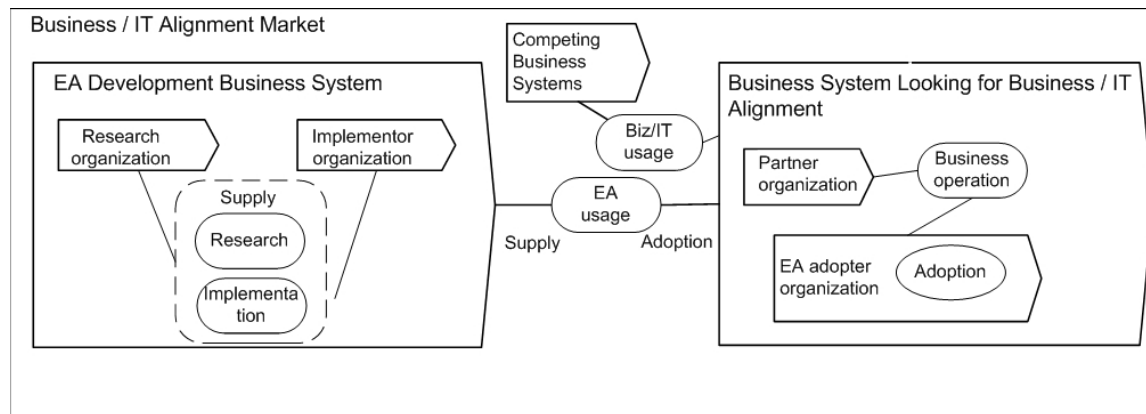 Business / IT Alignment Market
EA Development Business System
Research
organization
Implementor
organization
Supply
Research
Implementa
tion
Competing
Business
Systems
Biz/IT
usage
EA
usage
Supply
Adoption
Business System Looking for Business / IT
Alignment
Partner
organization
Business
operation
EA adopter
organization
Adoption